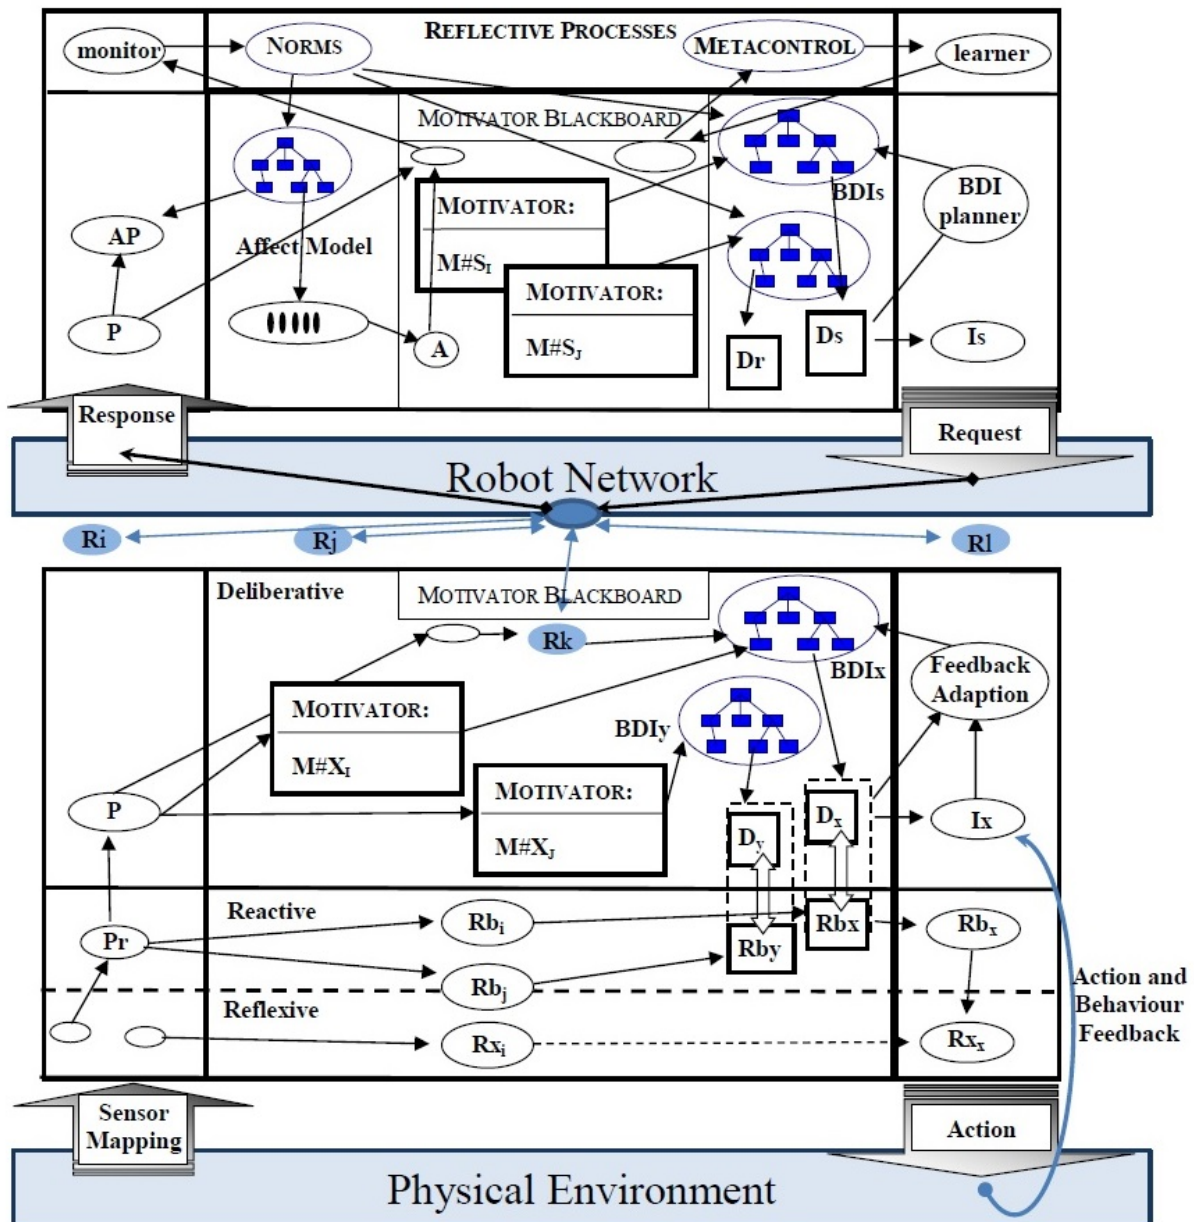 REFLECTIVE PROCESSES
monitor
NORMS
METACONTROL
learner
MOTIVATOR BLACKBOARD
BDIs
BDI
planner
MOTIVATOR:
M#SI
AP
Affect Model
MOTIVATOR:
M#SJ
P
A
Dr
Ds
Is
Response
Request
Robot Network
Ri
Rj
Rl
Deliberative
MOTIVATOR BLACKBOARD
Rk
BDIx
Feedback
Adaption
MOTIVATOR:
M#XI
BDIy
P
MOTIVATOR:
M#XJ
Dy
Dx
Ix
Reactive
Pr
Rbi
Rby
Rbx
Rbx
Rbj
Reflexive
Rxi
Rxx
Action and
Behaviour
Feedback
Sensor
Mapping
Action
Physical Environment